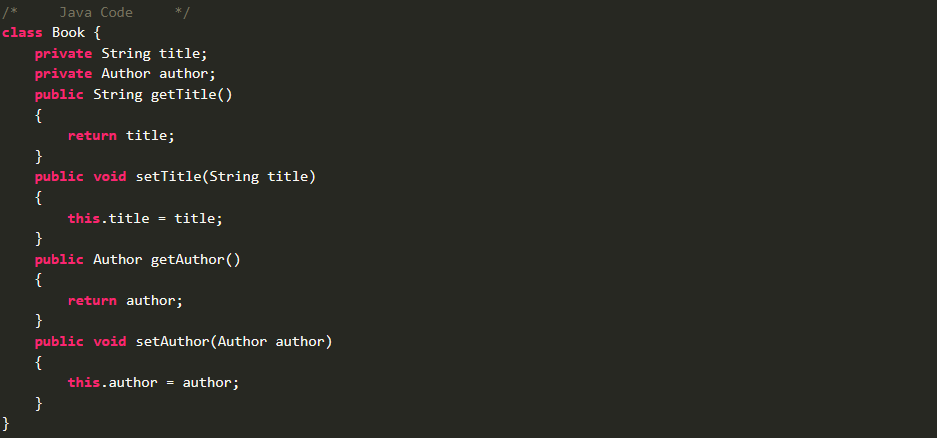 /*     Java Code     */
class Book {
    private String title;
    private Author author;
    public String getTitle()
    {
        return title;
    }
    public void setTitle(String title)
    {
        this.title = title;
    }
    public Author getAuthor()
    {
        return author;
    }
    public void setAuthor(Author author)
    {
        this.author = author;
    }
}